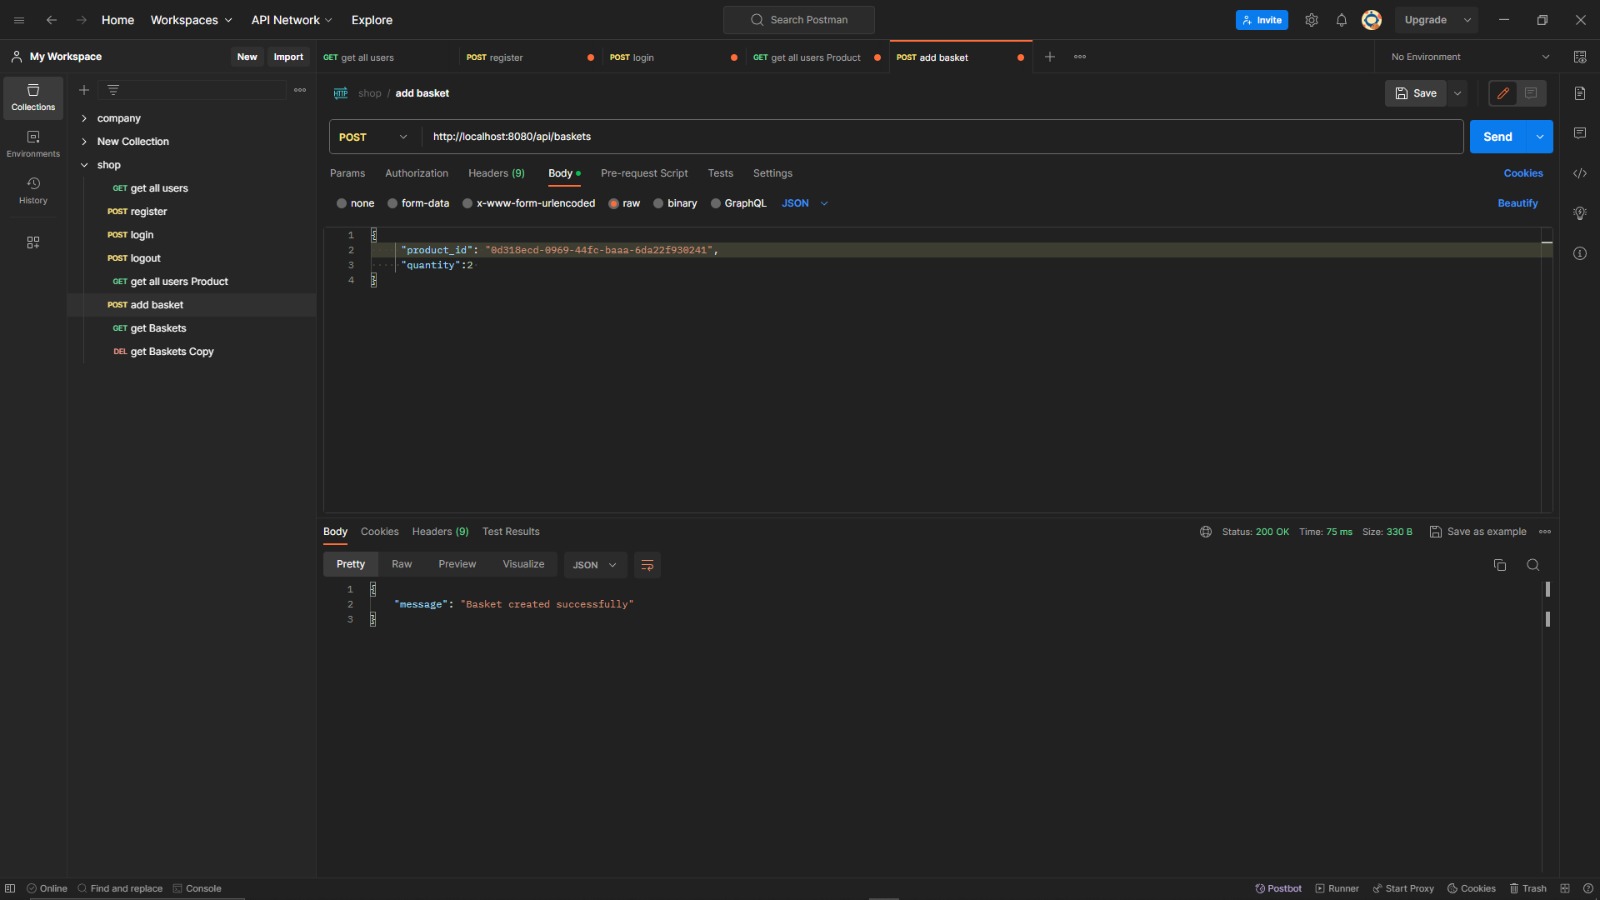 Home Workspaces API Network Explore Search Postman Invite Upgrade
My Workspace New Import GET get all users POST register POST login GET get all users Product POST add basket No Environment
Collections
Environments
History
company
New Collection
shop
GET get all users
POST register
POST login
POST logout
GET get all users Product
POST add basket
GET get Baskets
DEL get Baskets Copy
HTTP shop / add basket Save
POST http://localhost:8080/api/baskets Send
Params Authorization Headers (9) Body Pre-request Script Tests Settings Cookies
none form-data x-www-form-urlencoded raw binary GraphQL JSON Beautify
1 {
2 "product_id": "0d318ecd-0969-44fc-baaa-6da22f930241",
3 "quantity":2
4 }
Body Cookies Headers (9) Test Results Status: 200 OK Time: 75 ms Size: 330 B Save as example
Pretty Raw Preview Visualize JSON
1 {
2 "message": "Basket created successfully"
3 }
Online Find and replace Console Postbot Runner Start Proxy Cookies Trash